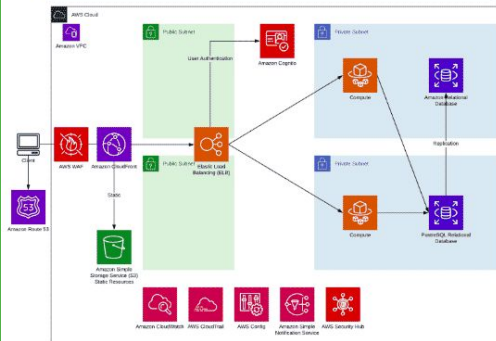 AWS Cloud
Amazon VPC
Public Subnet
Private Subnet
User Authentication
Amazon Cognito
Compute
Amazon Relational
Database
Client
AWS WAF
Amazon CloudFront
Elastic Load
Balancing (ELB)
Replication
Public Subnet
Private Subnet
Static
53
Amazon Route 53
Compute
PostgreSQL Relational
Database
Amazon Simple
Storage Service (S3)
Static Resources
Amazon CloudWatch
AWS CloudTrail
AWS Config
Amazon Simple
Notification Service
AWS Security Hub